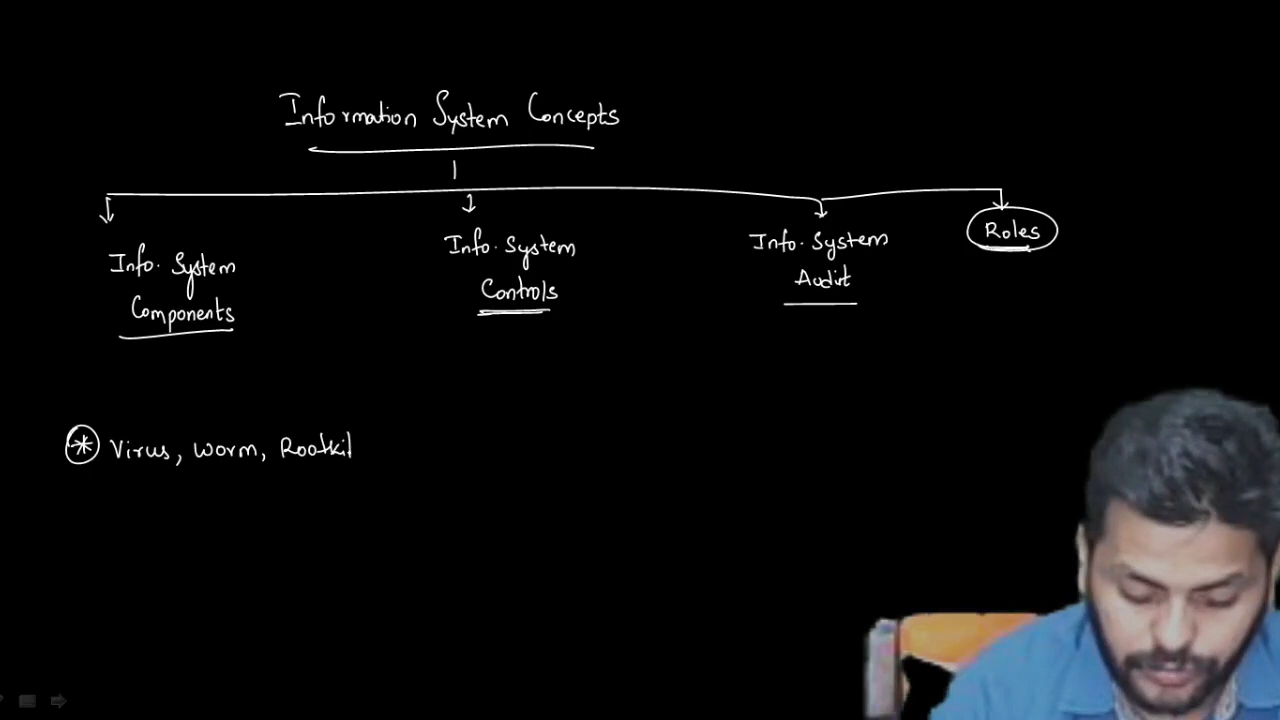 Information System Concepts
Info. System
Components
Info. System
Controls
Info. System
Audit
Roles
* Virus, Worm, Rootkit